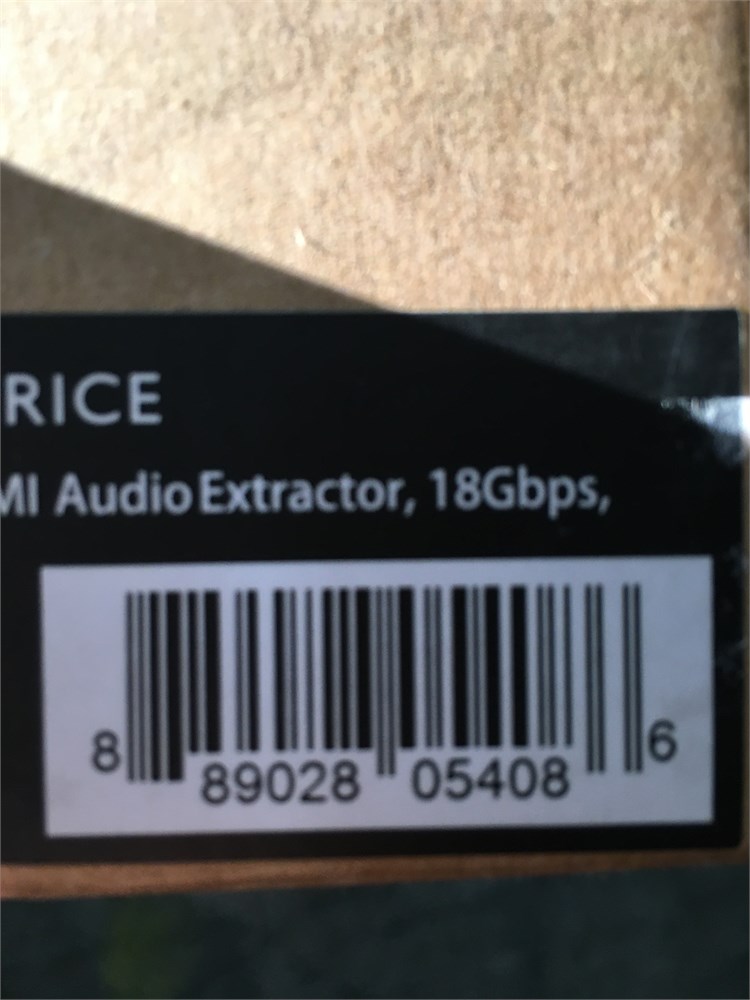 RICE
MI Audio Extractor, 18Gbps,
8 89028 05408 6